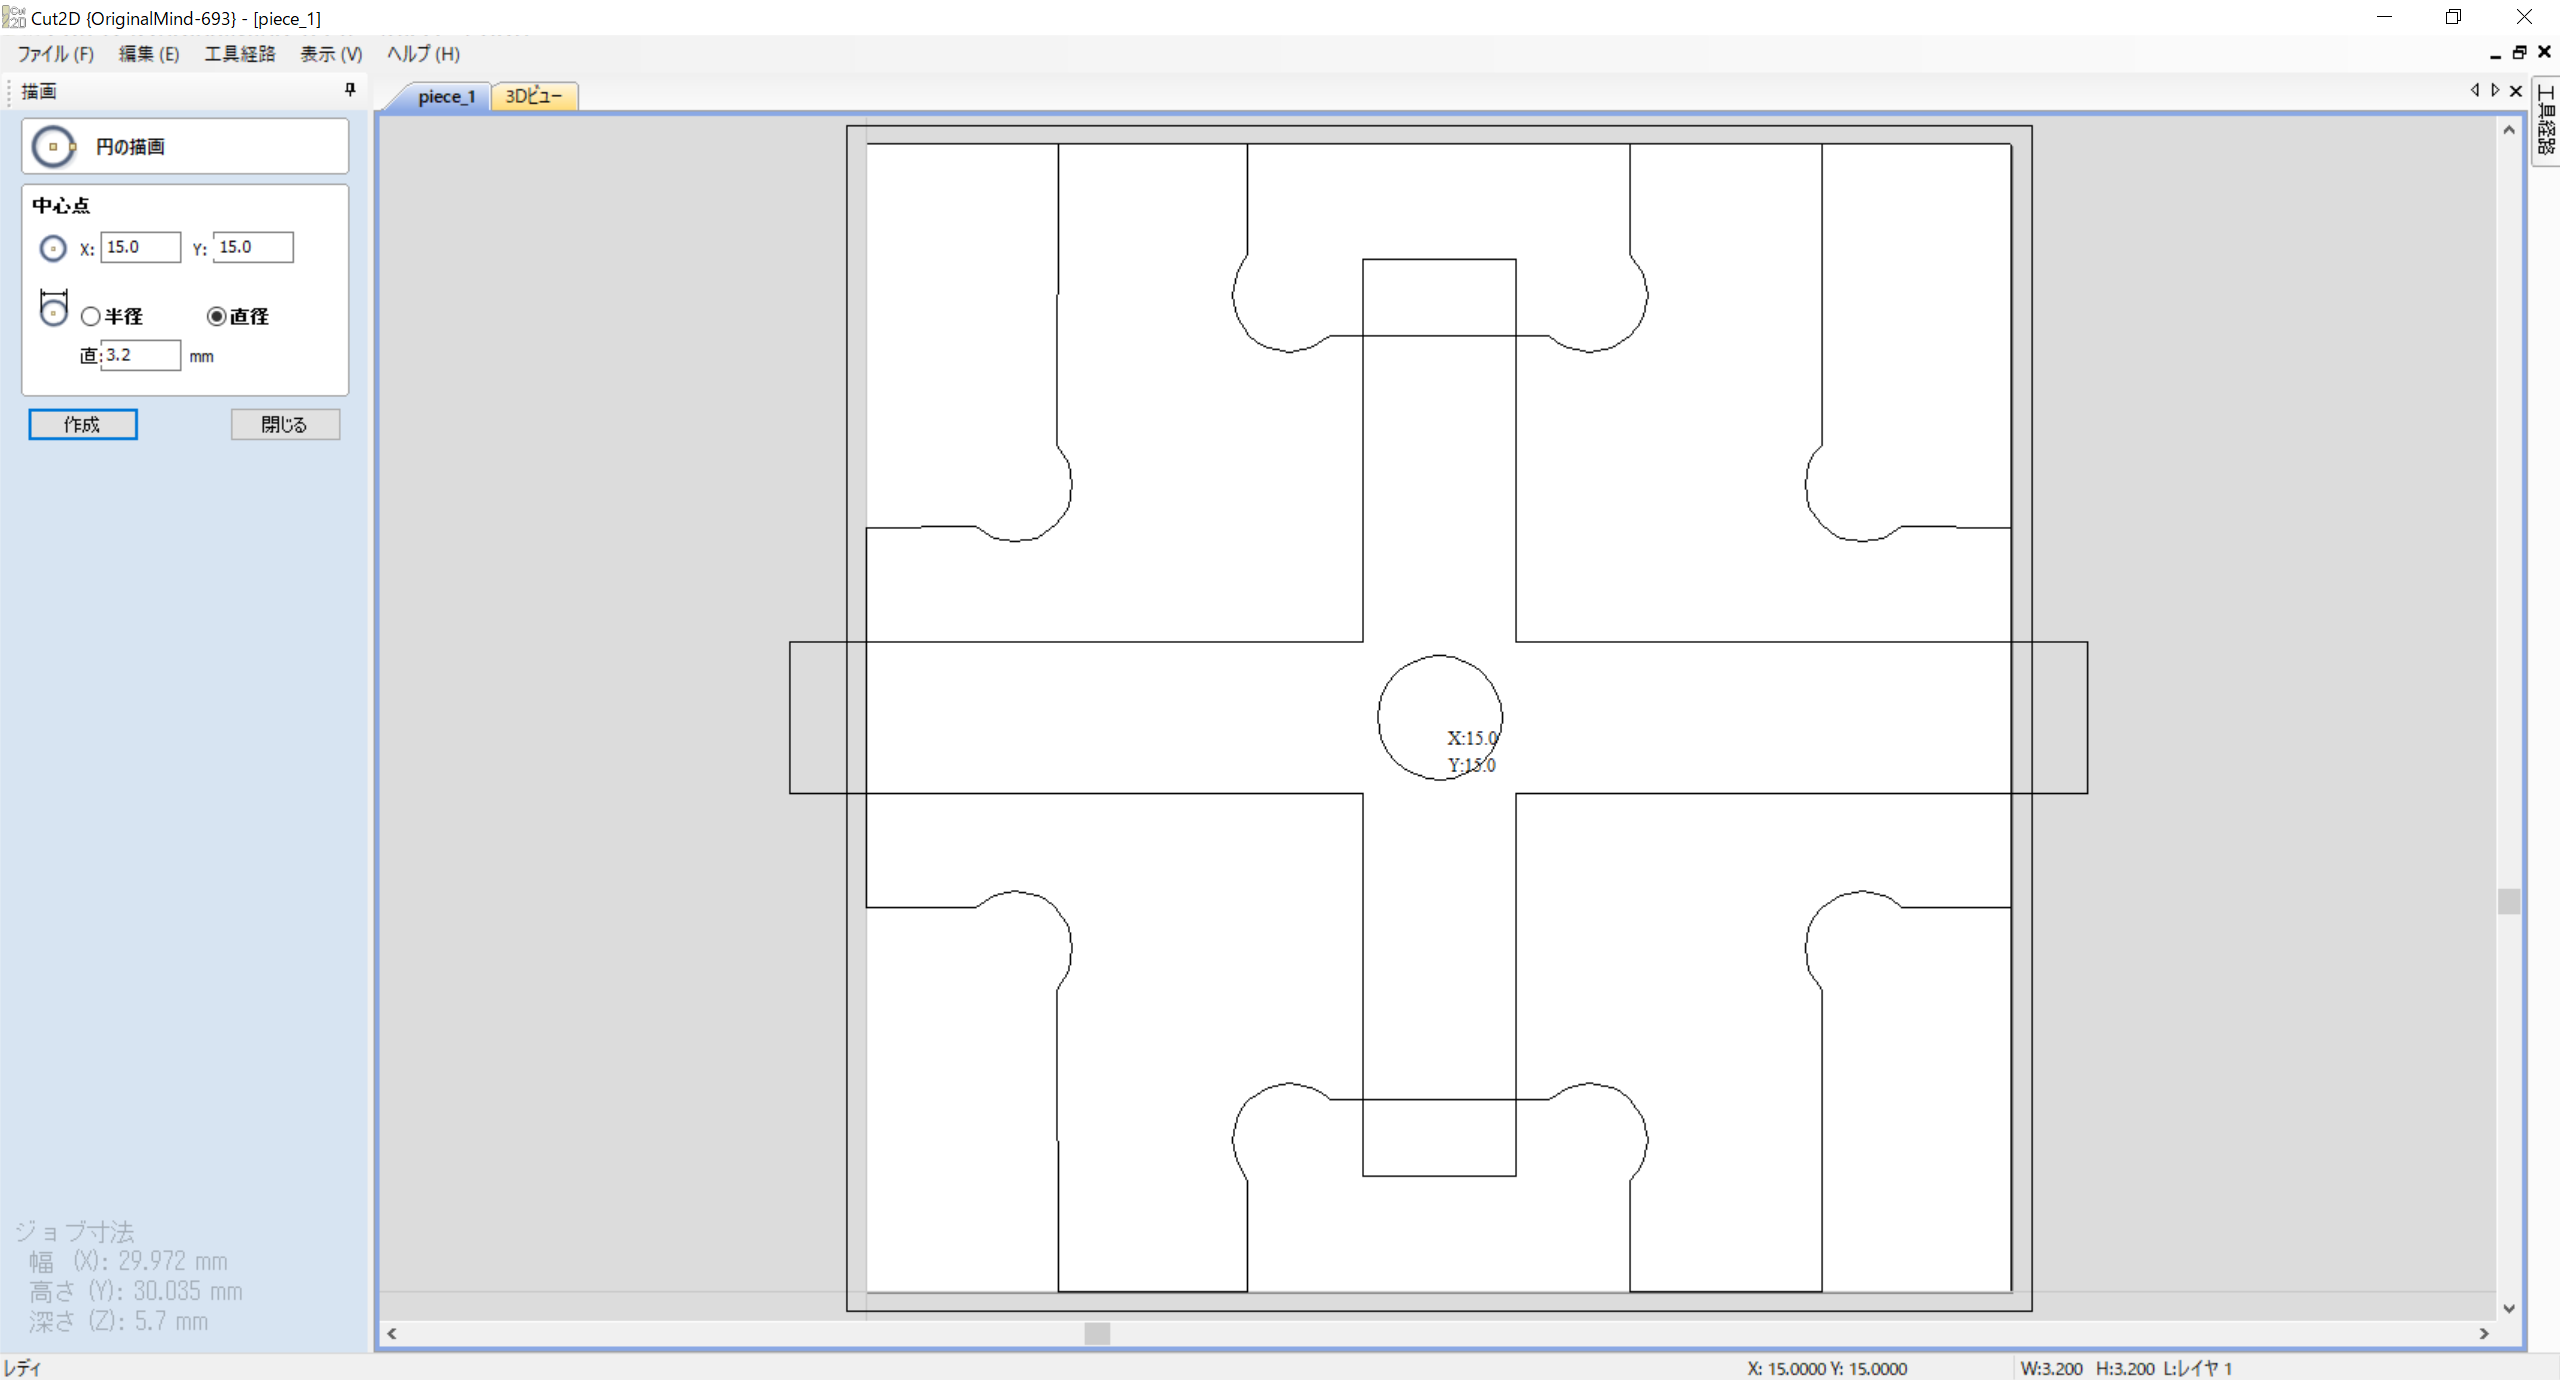 Cut2D {OriginalMind-693} - [piece_1]
ファイル (F) 編集 (E) 工具経路 表示 (V) ヘルプ (H)
描画
piece_1 3Dビュー
工具経路
円の描画
中心点
X: 15.0 Y: 15.0
半径 直径
直: 3.2 mm
作成 閉じる
X:15.0
Y:15.0
ジョブ寸法
幅 (X): 29.972 mm
高さ (Y): 30.035 mm
深さ (Z): 5.7 mm
レディ X: 15.0000 Y: 15.0000 W:3.200 H:3.200 L:レイヤ 1